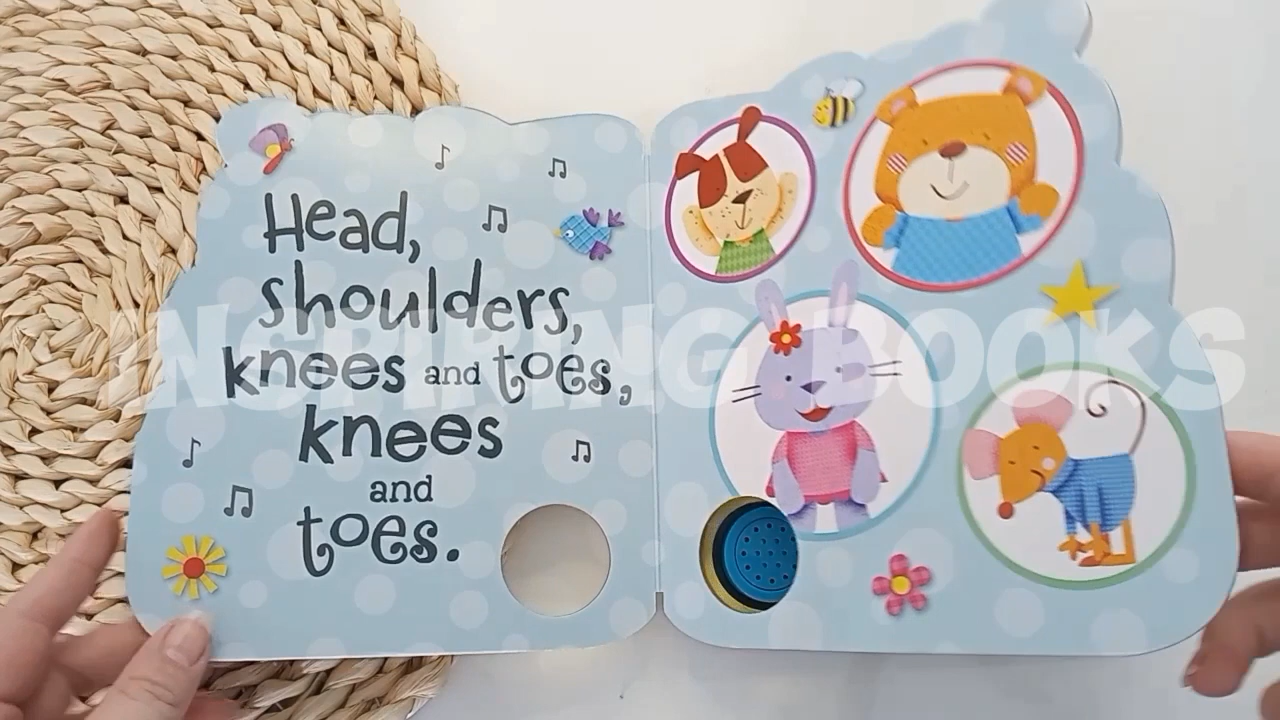 Head,
shoulders,
knees and toes,
knees
and
toes.
INSPIRING BOOKS